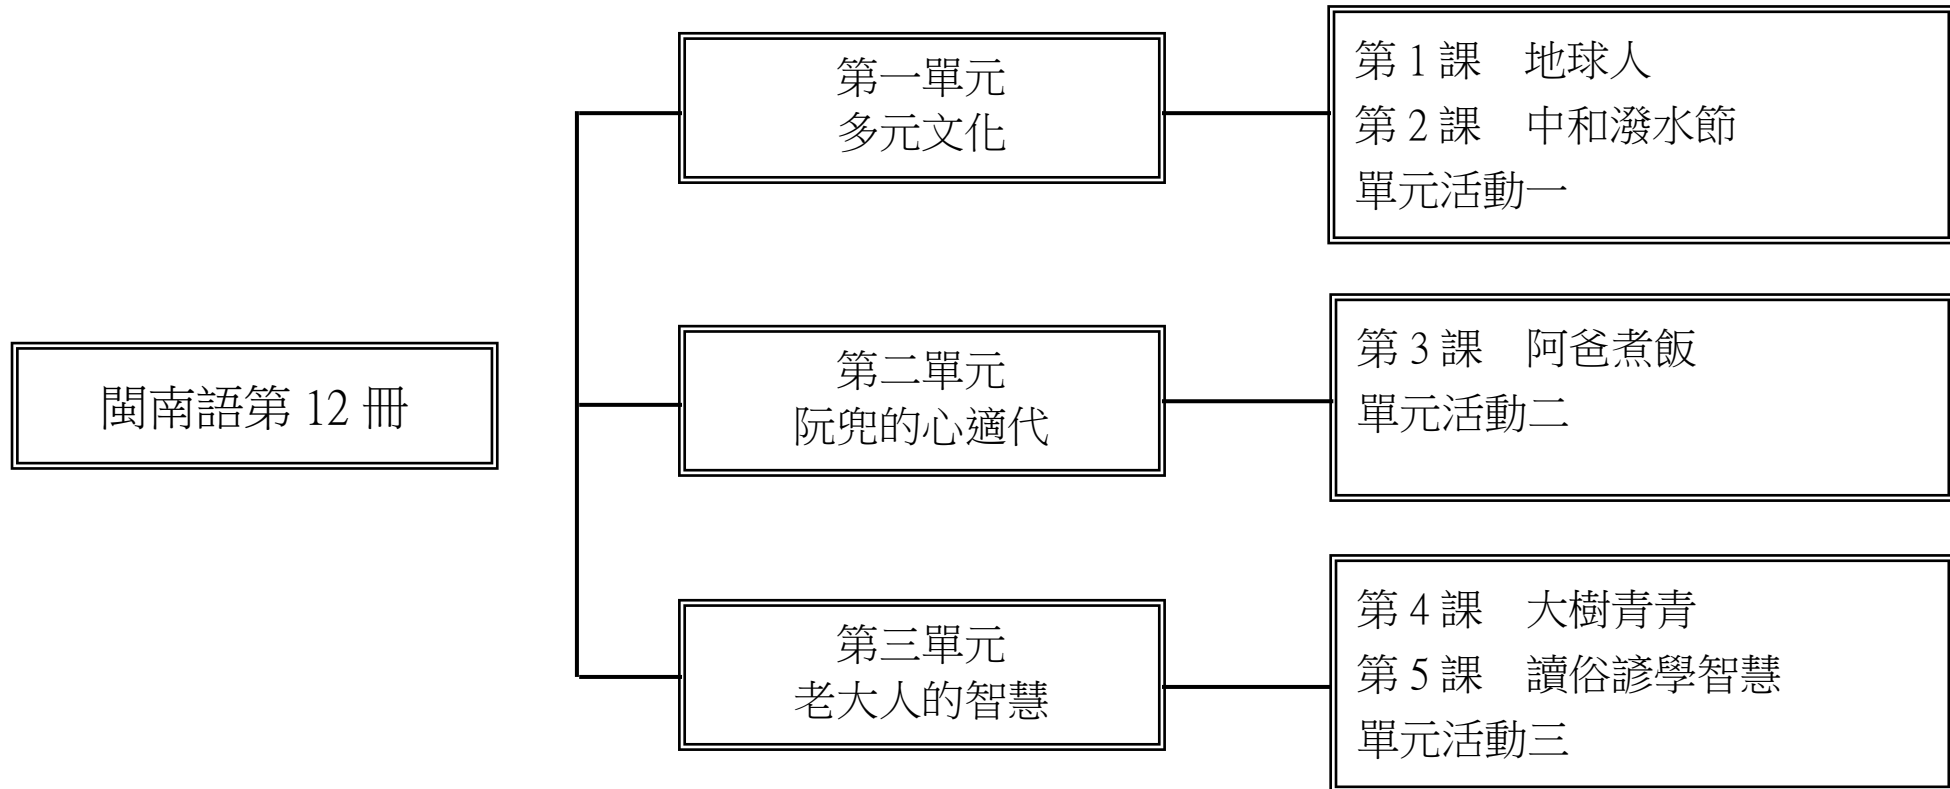 閩南語第 12 冊
第一單元
多元文化
第 1 課　地球人
第 2 課　中和潑水節
單元活動一
第二單元
阮兜的心適代
第 3 課　阿爸煮飯
單元活動二
第三單元
老大人的智慧
第 4 課　大樹青青
第 5 課　讀俗諺學智慧
單元活動三